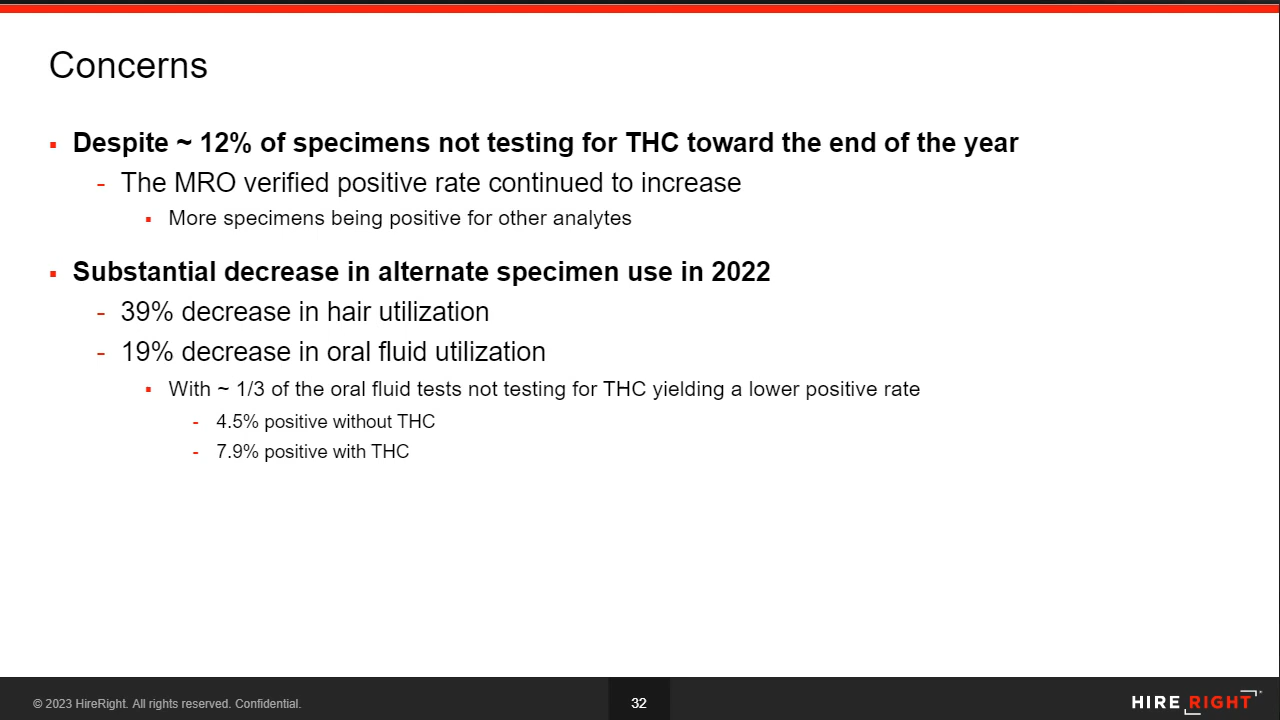 Concerns
▪ Despite ~ 12% of specimens not testing for THC toward the end of the year
- The MRO verified positive rate continued to increase
▪ More specimens being positive for other analytes
▪ Substantial decrease in alternate specimen use in 2022
- 39% decrease in hair utilization
- 19% decrease in oral fluid utilization
▪ With ~ 1/3 of the oral fluid tests not testing for THC yielding a lower positive rate
- 4.5% positive without THC
- 7.9% positive with THC
© 2023 HireRight. All rights reserved. Confidential.
32
HIRE RIGHT